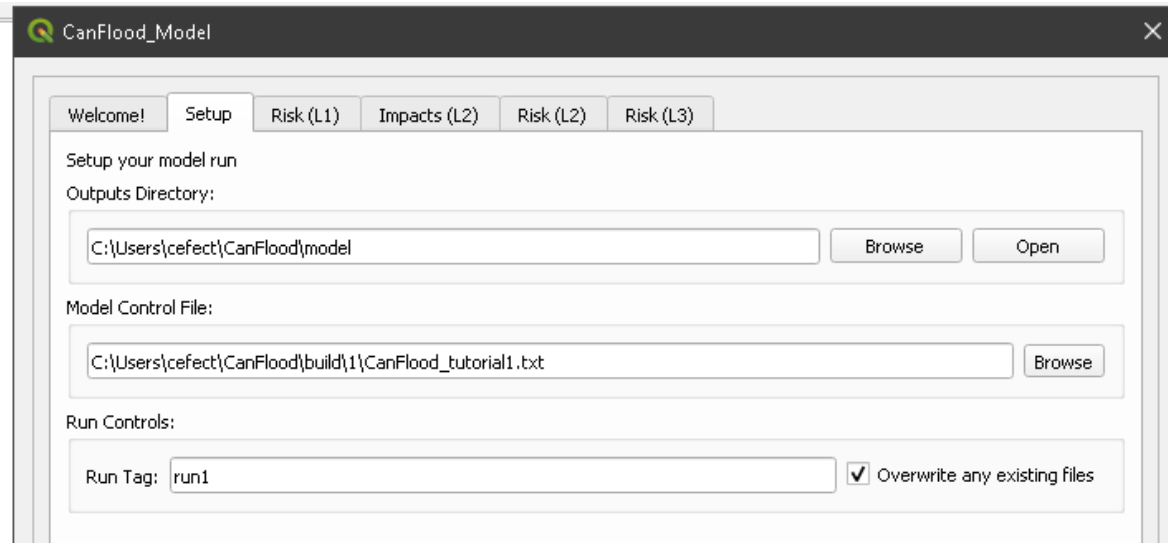 CanFlood_Model
Welcome! Setup Risk (L1) Impacts (L2) Risk (L2) Risk (L3)
Setup your model run
Outputs Directory:
C:\Users\cefect\CanFlood\model Browse Open
Model Control File:
C:\Users\cefect\CanFlood\build\1\CanFlood_tutorial1.txt Browse
Run Controls:
Run Tag: run1 Overwrite any existing files